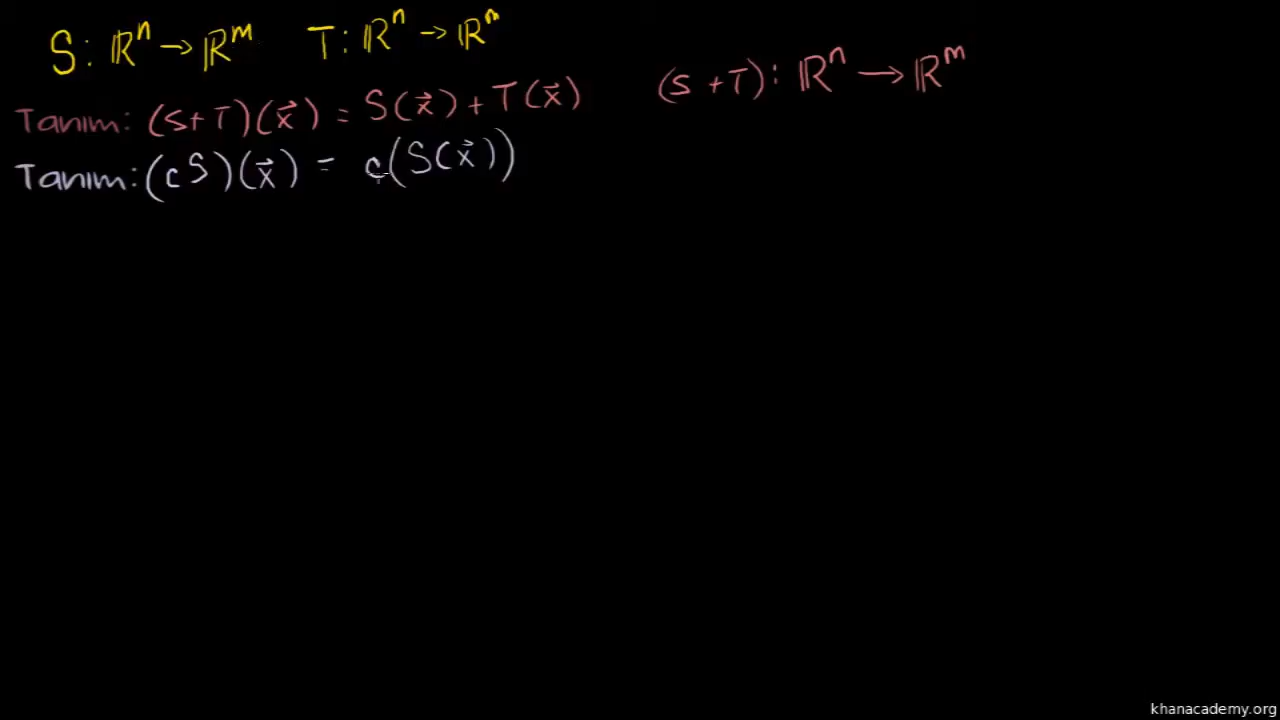 S: ℝⁿ → ℝᵐ T: ℝⁿ → ℝᵐ
Tanım: (S+T)(x⃗) = S(x⃗) + T(x⃗) (S+T): ℝⁿ → ℝᵐ
Tanım: (cS)(x⃗) = c(S(x⃗))
khanacademy.org